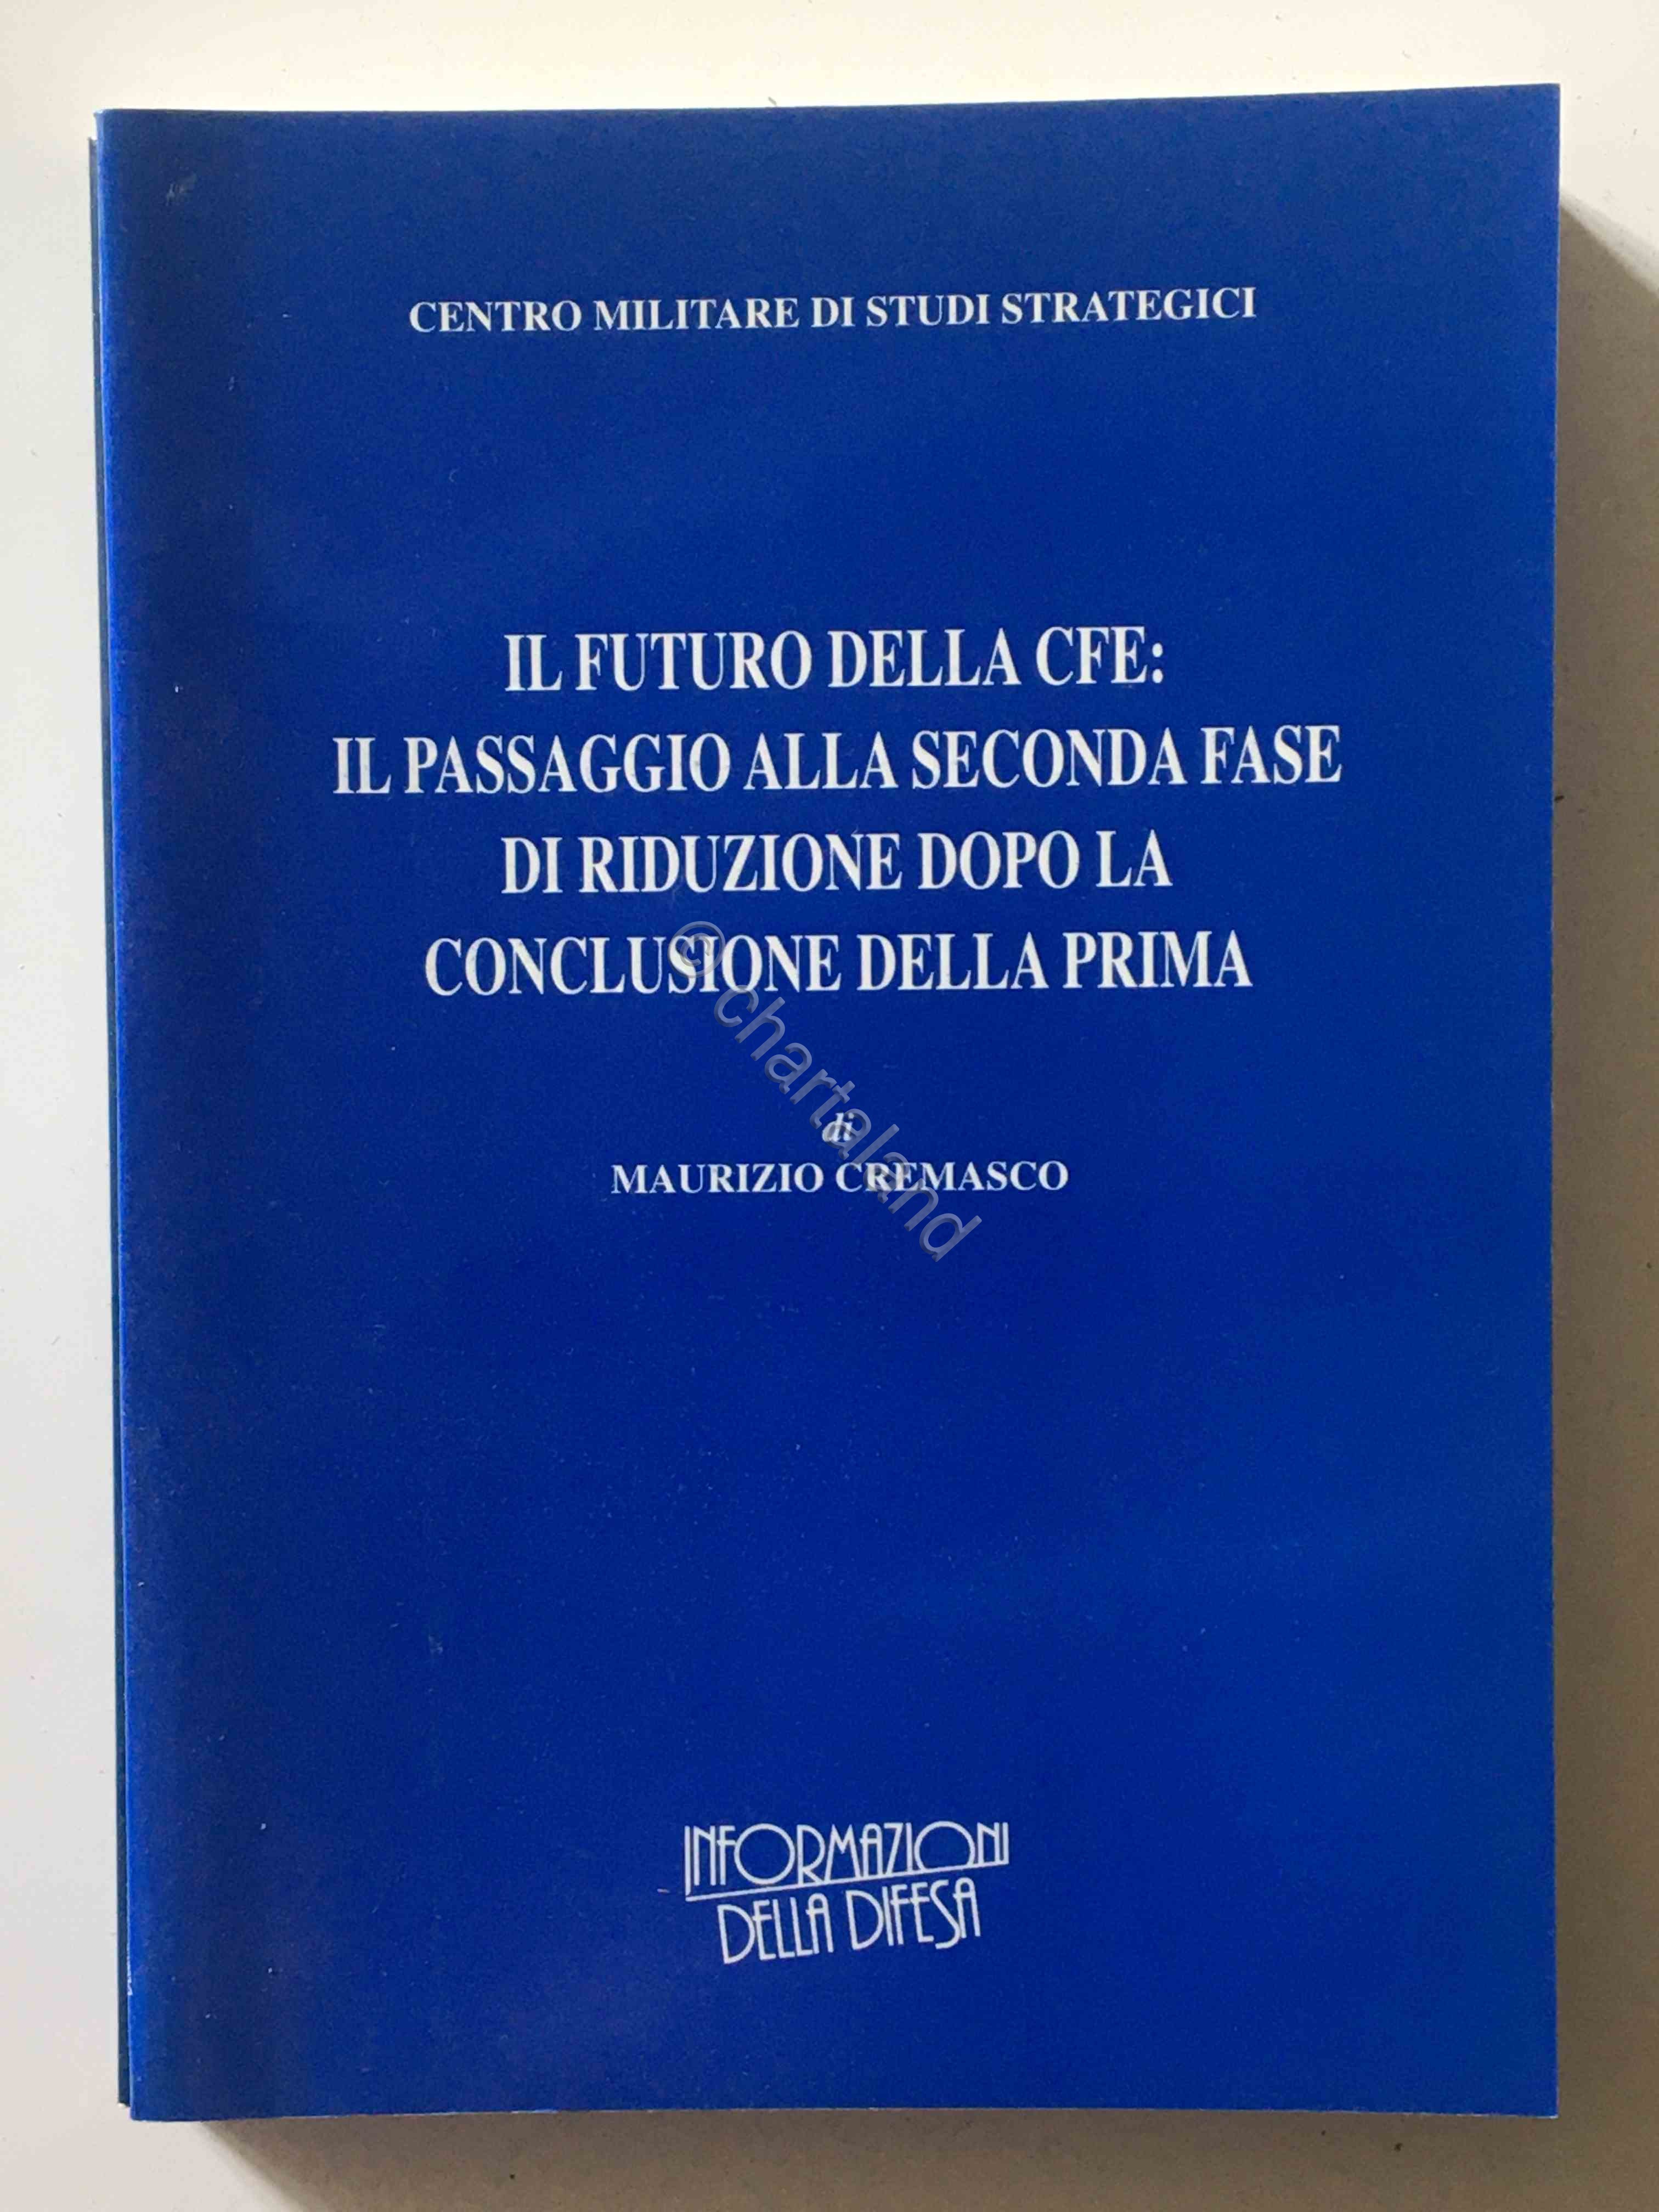 CENTRO MILITARE DI STUDI STRATEGICI
IL FUTURO DELLA CFE:
IL PASSAGGIO ALLA SECONDA FASE
DI RIDUZIONE DOPO LA
CONCLUSIONE DELLA PRIMA
© chartaland
di
MAURIZIO CREMASCO
INFORMAZIONI
DELLA DIFESA